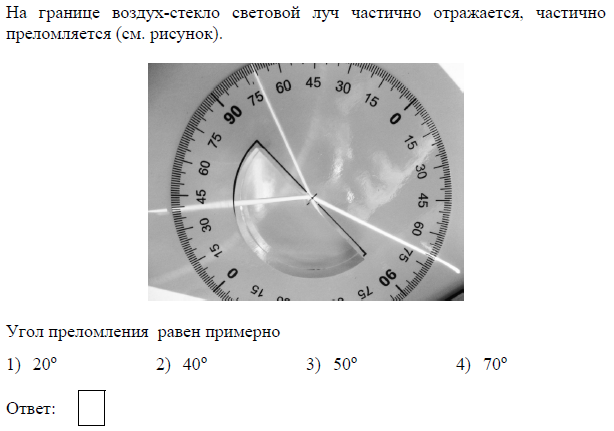 На границе воздух-стекло световой луч частично отражается, частично
преломляется (см. рисунок).
75 60 45 30 15 0 15 30 45 60 75 90 75 60 15 0 15 30 45 60 75 90
Угол преломления равен примерно
1) 20° 2) 40° 3) 50° 4) 70°
Ответ: